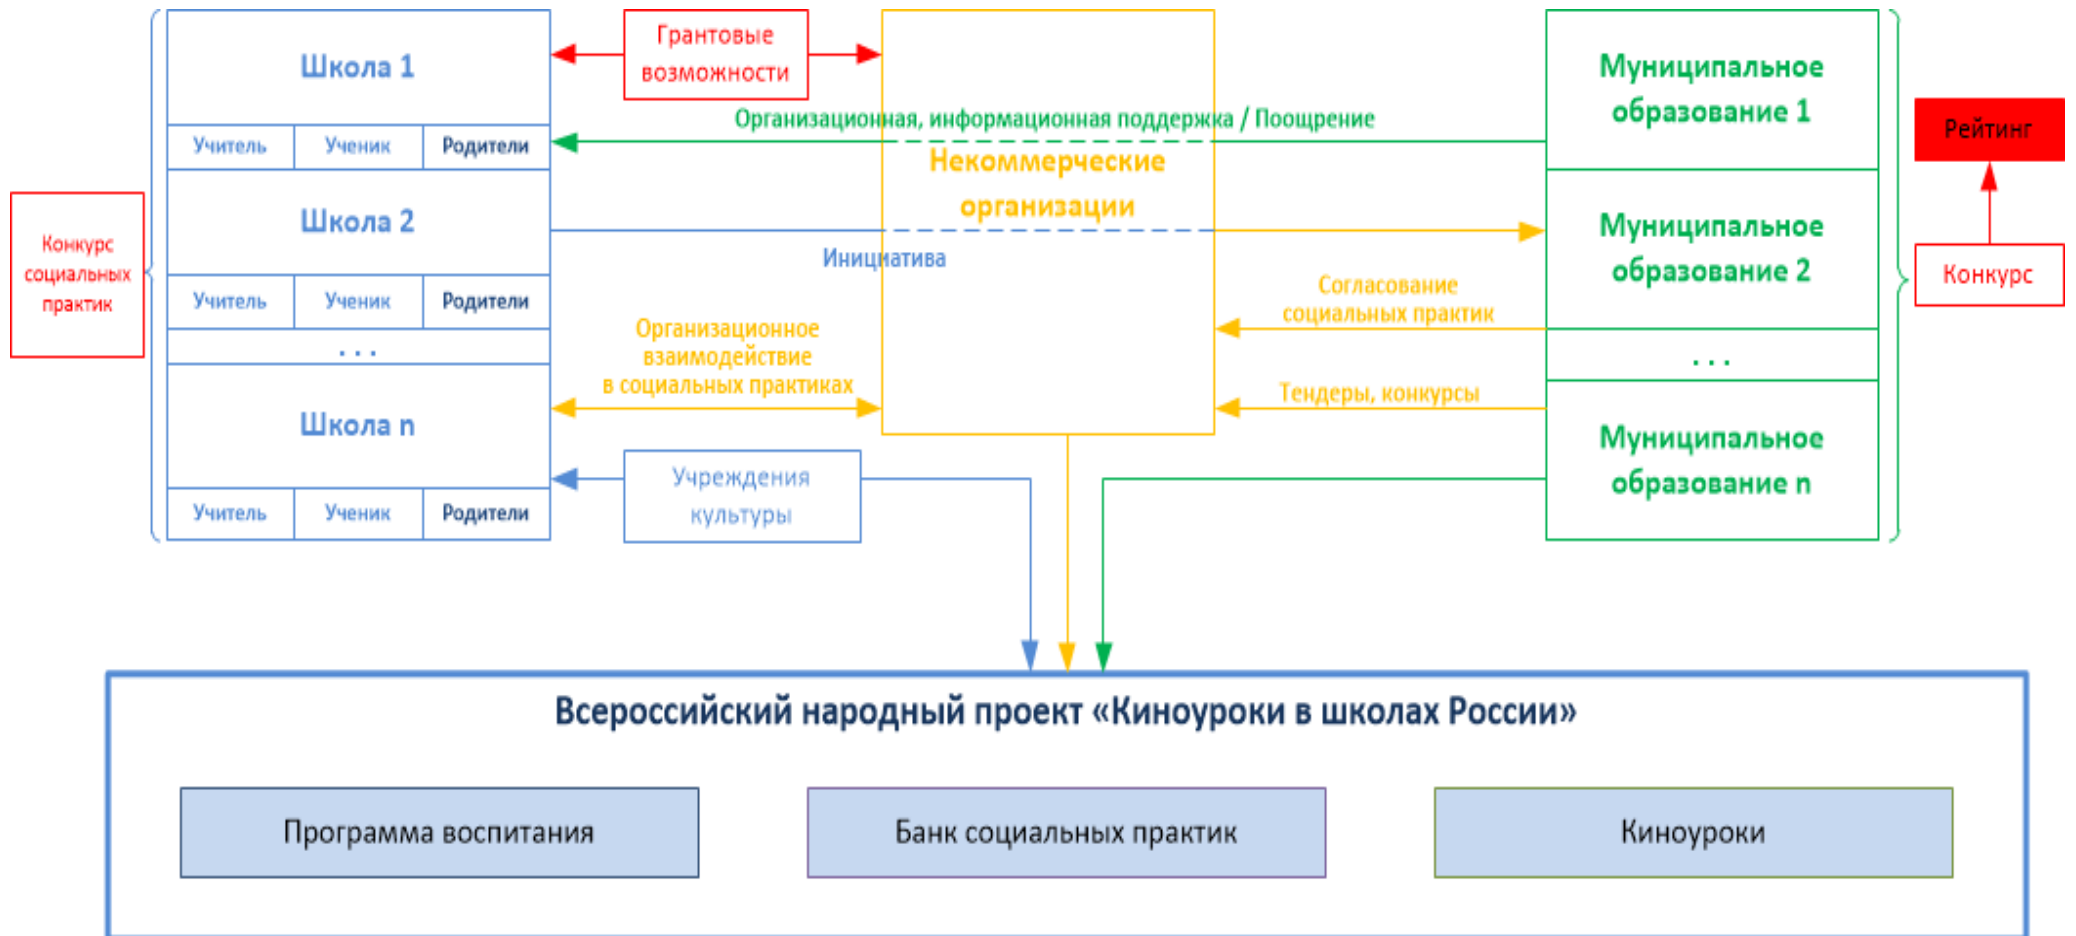 Конкурс
социальных
практик
Школа 1
Учитель Ученик Родители
Школа 2
Учитель Ученик Родители
. . .
Школа n
Учитель Ученик Родители
Грантовые
возможности
Организационная, информационная поддержка / Поощрение
Некоммерческие
организации
Инициатива
Организационное
взаимодействие
в социальных практиках
Согласование
социальных практик
Тендеры, конкурсы
Учреждения
культуры
Муниципальное
образование 1
Муниципальное
образование 2
. . .
Муниципальное
образование n
Рейтинг
Конкурс
Всероссийский народный проект «Киноуроки в школах России»
Программа воспитания
Банк социальных практик
Киноуроки